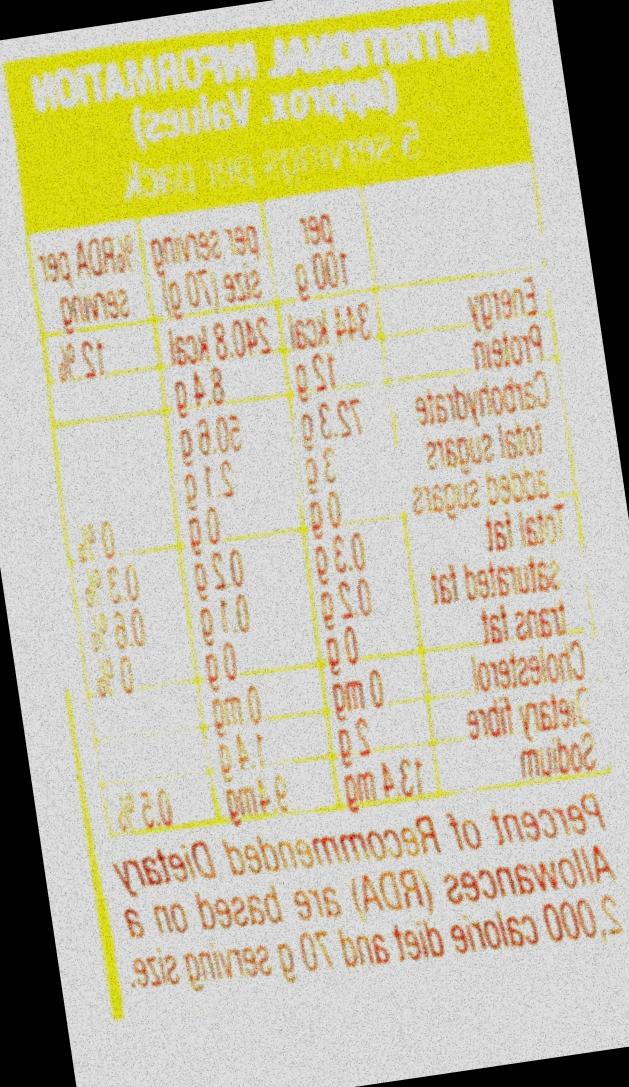 NUTRITIONAL INFORMATION
(approx. Values)
5 servings per pack
per 100 g per serving size (70 g) %RDA per serving
Energy 344 kcal 240.8 kcal 12 %
Protein 12 g 8.4 g
Carbohydrate 72.3 g 50.6 g
total sugars 3 g 2.1 g
added sugars 0 g 0 g 0 %
Total fat 0.3 g 0.2 g 0.3 %
saturated fat 0.2 g 0.1 g 0.6 %
trans fat 0 g 0 g 0 %
Cholesterol 0 mg 0 mg
Dietary fibre 2 g 1.4 g
Sodium 13.4 mg 9.4mg 0.5 %
Percent of Recommended Dietary
Allowances (RDA) are based on a
2,000 calorie diet and 70 g serving size.